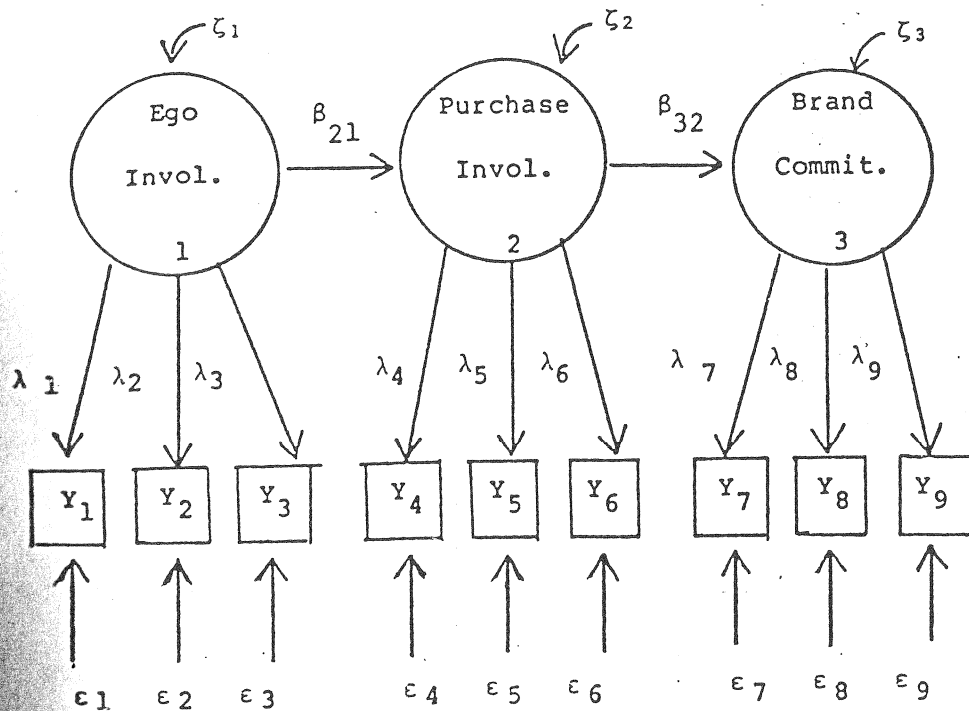 ζ1 ζ2 ζ3
Ego Purchase Brand
β21 β32
Invol. Invol. Commit.
1 2 3
λ1 λ2 λ3 λ4 λ5 λ6 λ7 λ8 λ9
Y1 Y2 Y3 Y4 Y5 Y6 Y7 Y8 Y9
ε1 ε2 ε3 ε4 ε5 ε6 ε7 ε8 ε9